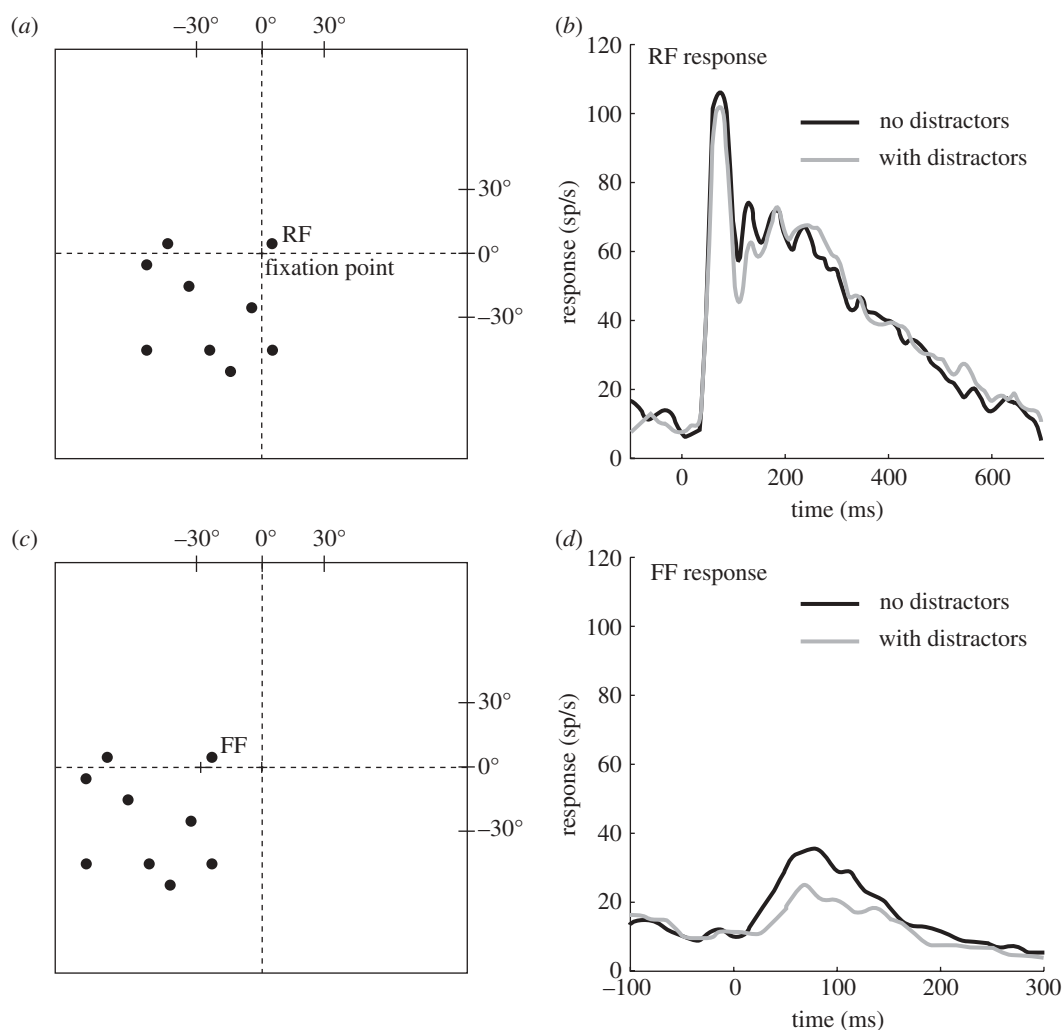 (a)
–30° 0° 30°
30°
RF
0°
fixation point
–30°
(b)
120
RF response
100
no distractors
with distractors
80
60
40
20
0
response (sp/s)
0 200 400 600
time (ms)
(c)
–30° 0° 30°
30°
FF
0°
–30°
(d)
120
FF response
100
no distractors
with distractors
80
60
40
20
0
response (sp/s)
–100 0 100 200 300
time (ms)